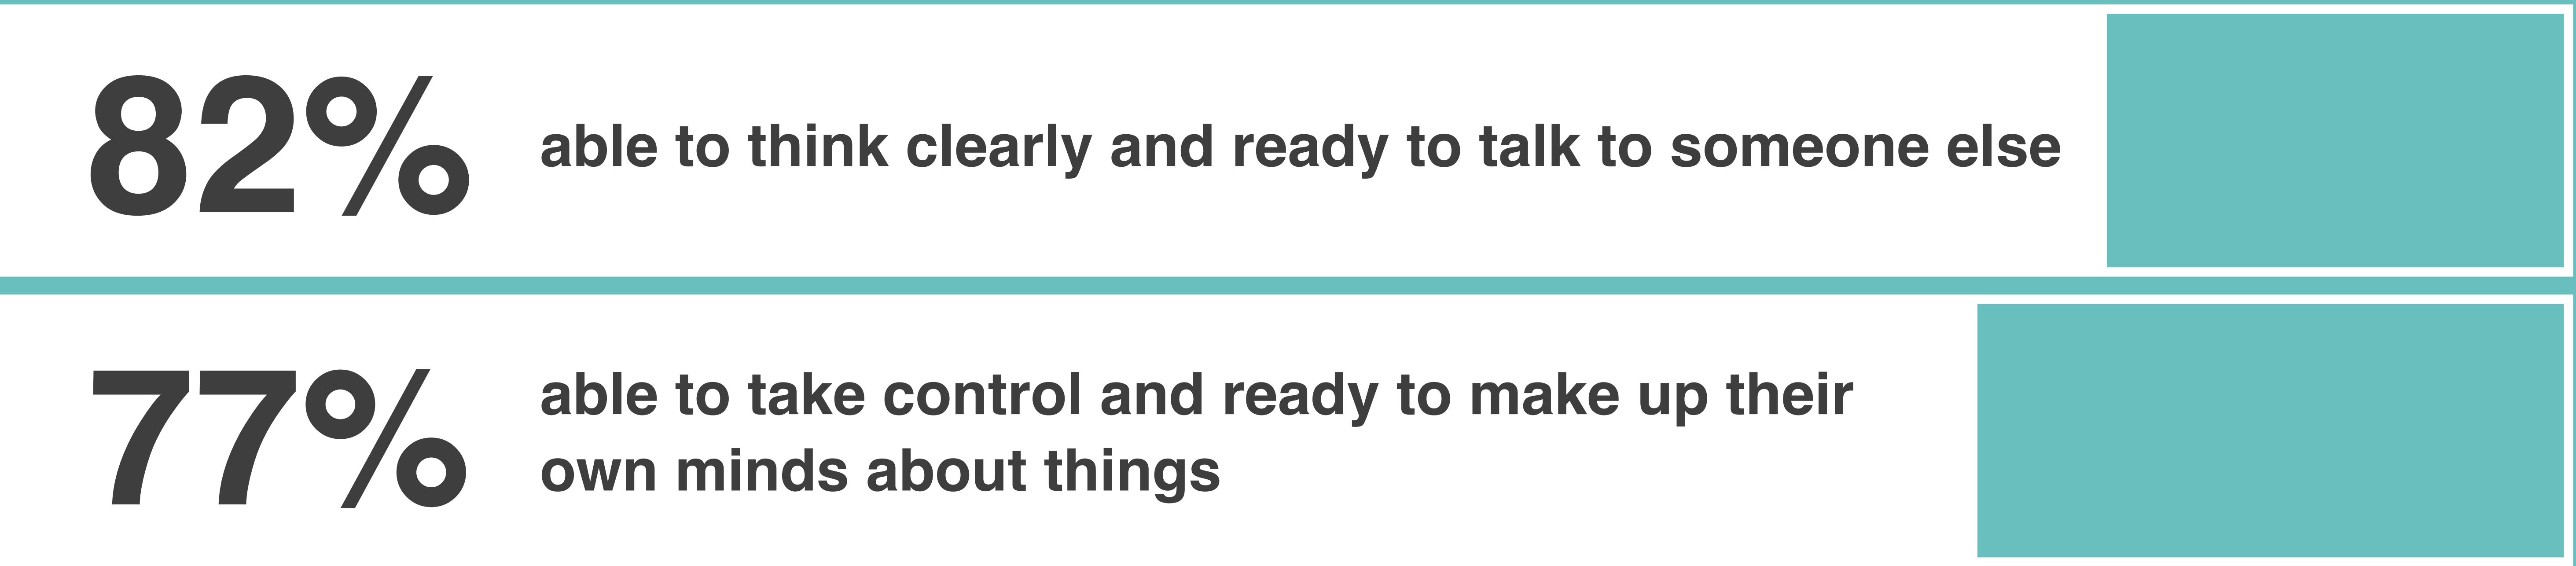 82% able to think clearly and ready to talk to someone else
77% able to take control and ready to make up their
own minds about things